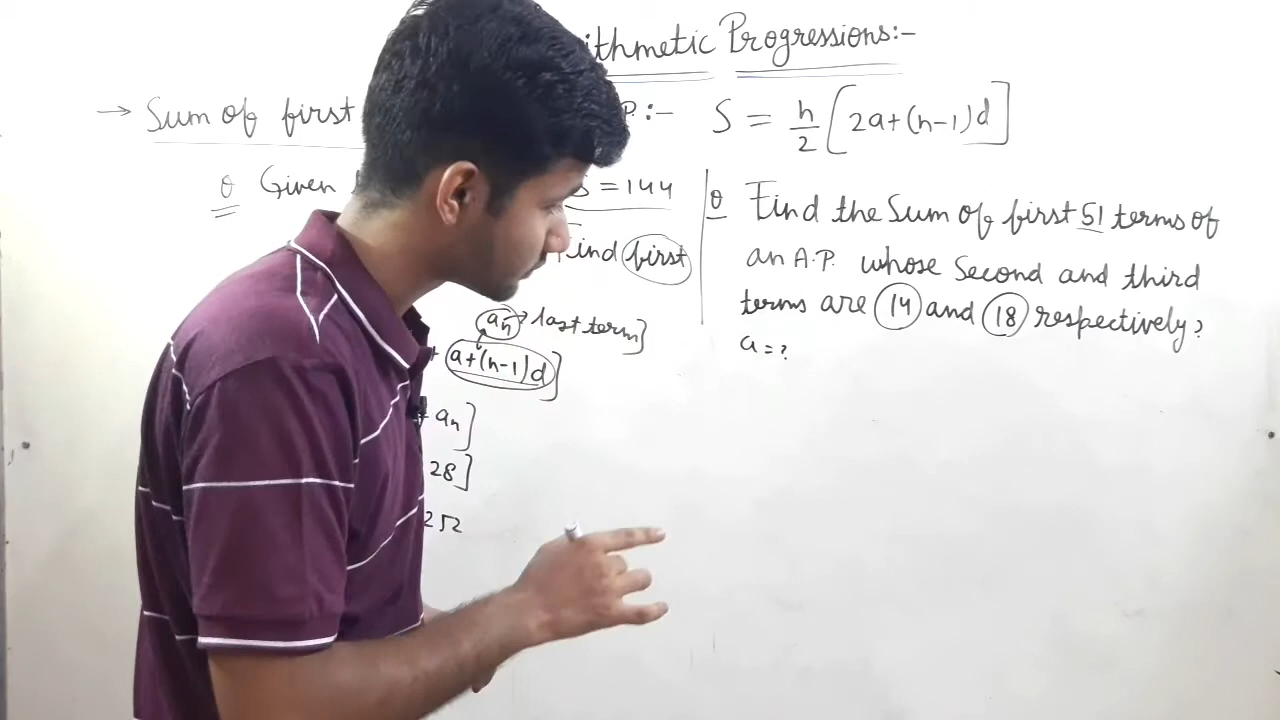 Progressions:-
→ Sum of first P.:- S = n/2 [2a+(n-1)d]
Q Given S = 144
find first
an → last term]
+ a+(n-1)d]
+ an]
28]
252
Q Find the Sum of first 51 terms of
an A.P. whose Second and third
terms are 14 and 18 respectively?
a = ?